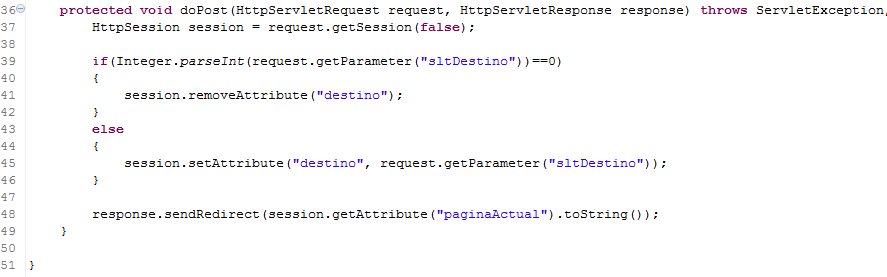 36 protected void doPost(HttpServletRequest request, HttpServletResponse response) throws ServletException,
37 HttpSession session = request.getSession(false);
38
39 if(Integer.parseInt(request.getParameter("sltDestino"))==0)
40 {
41 session.removeAttribute("destino");
42 }
43 else
44 {
45 session.setAttribute("destino", request.getParameter("sltDestino"));
46 }
47
48 response.sendRedirect(session.getAttribute("paginaActual").toString());
49 }
50
51 }